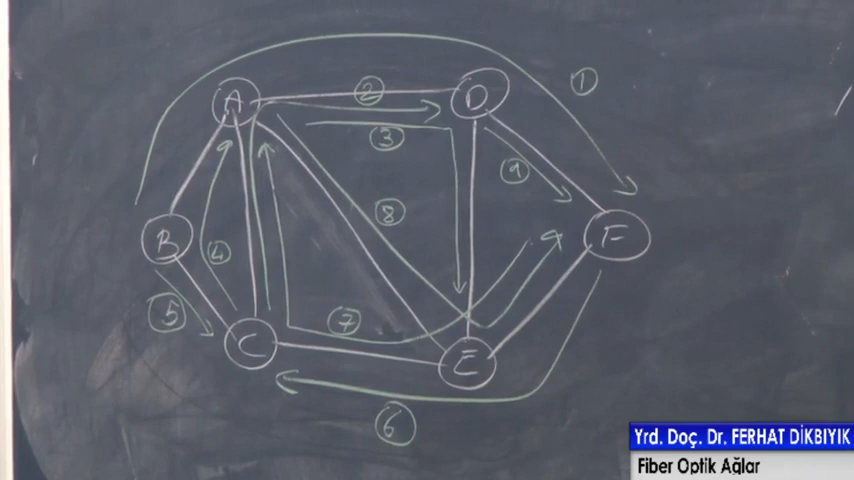 1
A
2
D
3
9
8
B
4
F
5
7
C
E
6
Yrd. Doç. Dr. FERHAT DİKBIYIK
Fiber Optik Ağlar